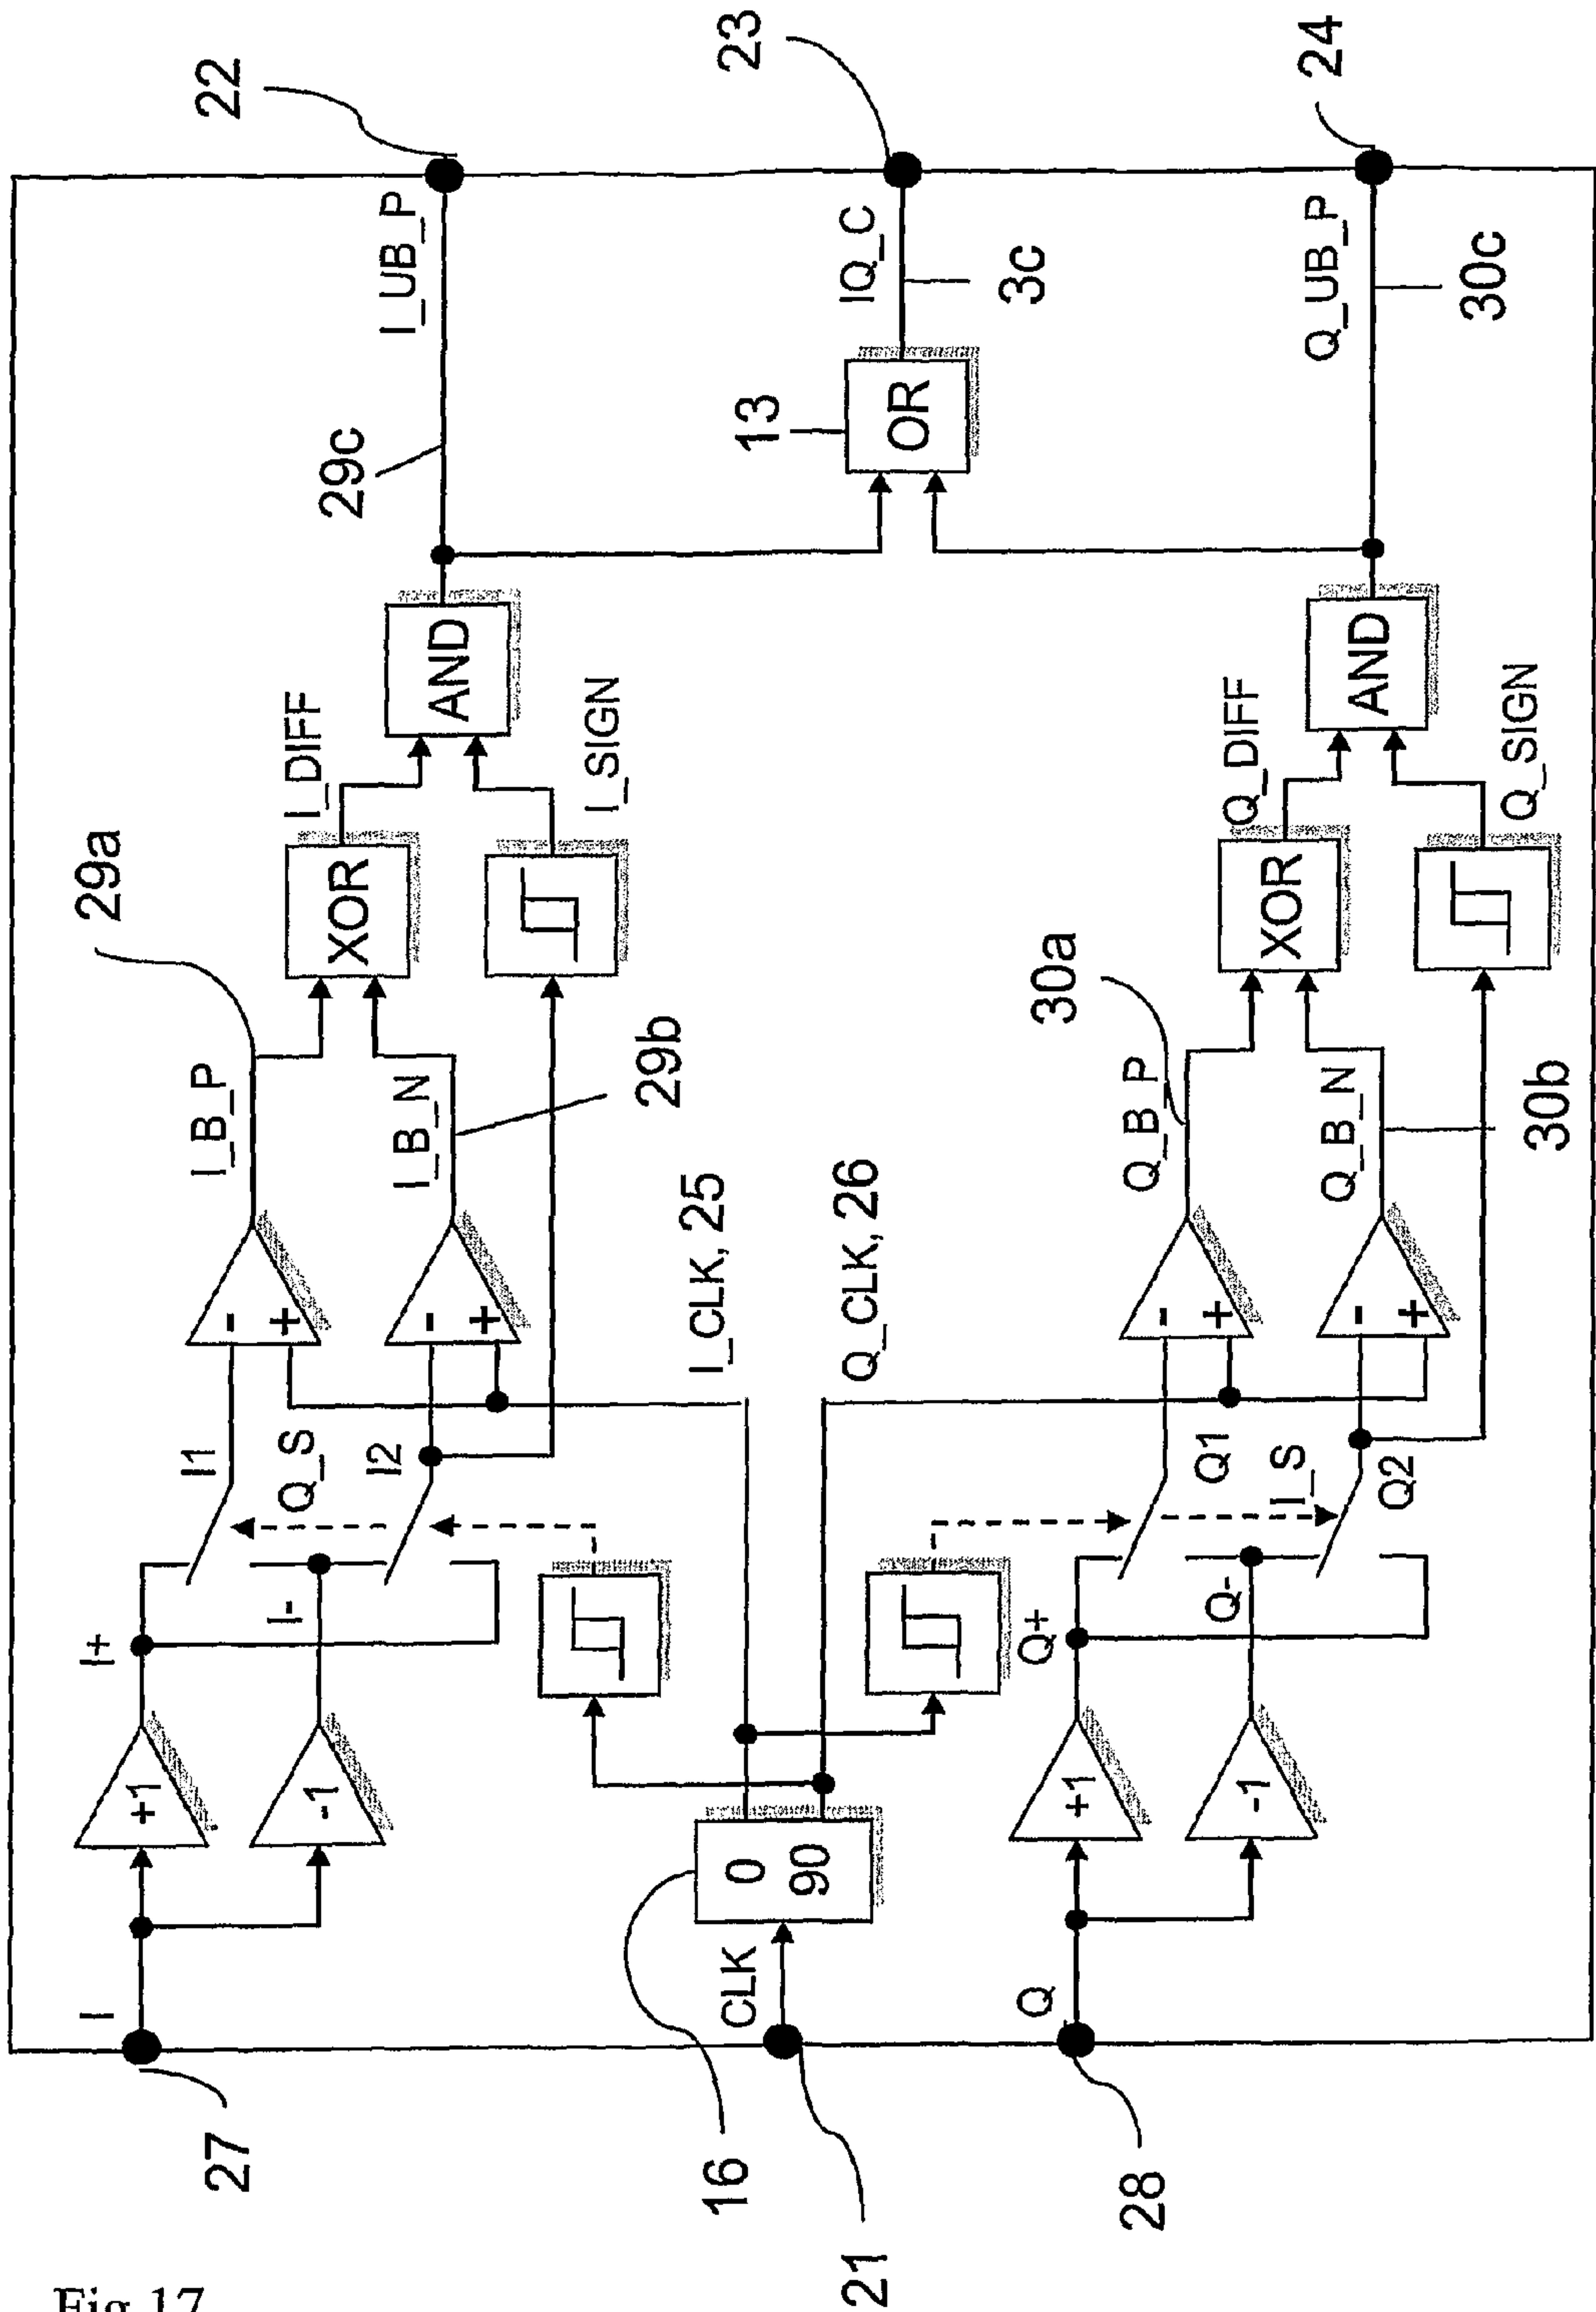 22
23
24
I_UB_P
IQ_C
Q_UB_P
29c
3c
30c
13
OR
AND
AND
I_DIFF
I_SIGN
Q_DIFF
Q_SIGN
29a
XOR
XOR
30a
I_B_P
I_B_N
29b
Q_B_P
Q_B_N
30b
-
+
-
+
I_CLK, 25
Q_CLK, 26
-
+
-
+
I1
Q_S
I2
Q1
I_S
Q2
I+
I-
Q+
Q-
+1
-1
0
90
+1
-1
I
CLK
Q
27
16
21
28
Fig.17